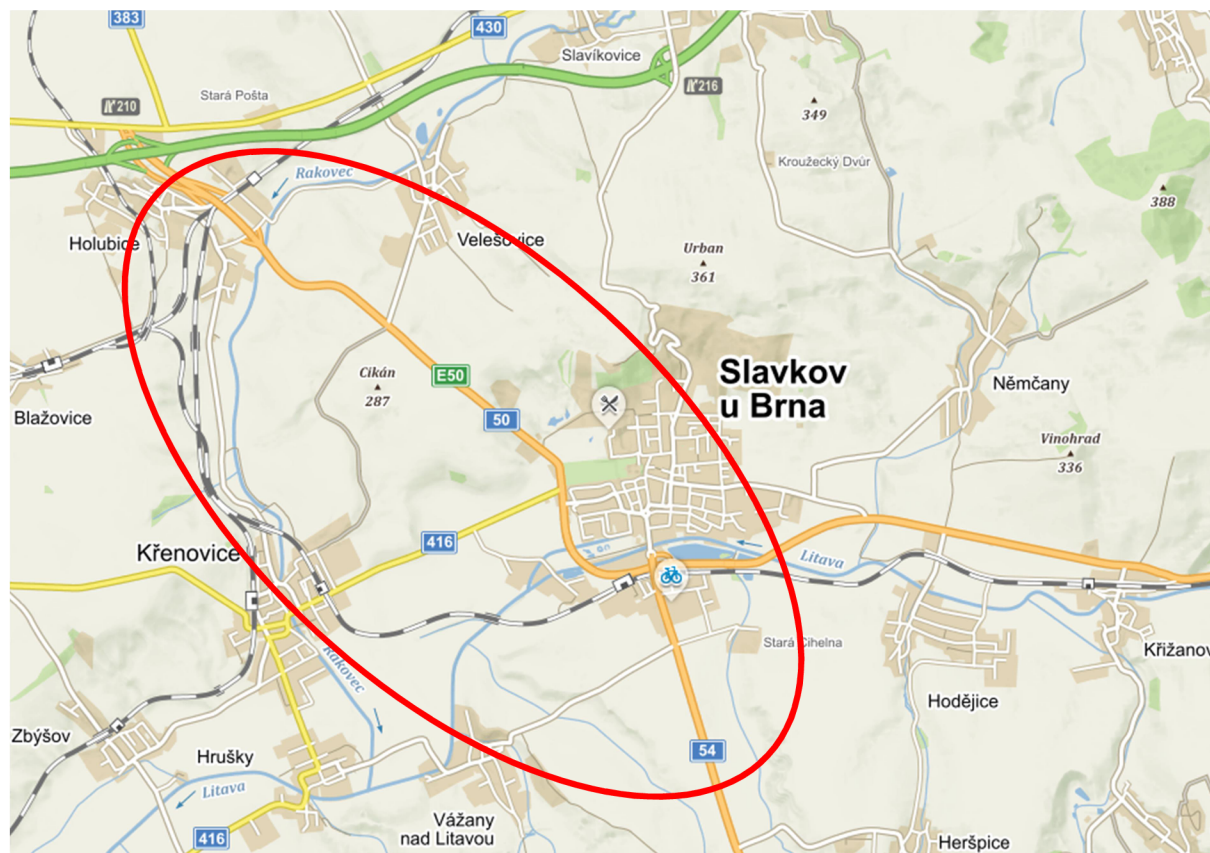 383
430
Slavíkovice
216
210
Stará Pošta
349
Kroužecký Dvůr
Rakovec
388
Holubice
Velešovice
Urban
361
Cikán
287
E50
50
Slavkov
u Brna
Němčany
Blažovice
Vinohrad
336
416
Křenovice
Litava
Stará Cihelna
Křižanov
Rakovec
Hodějice
Zbýšov
Hrušky
54
Litava
Vážany
nad Litavou
416
Heršpice